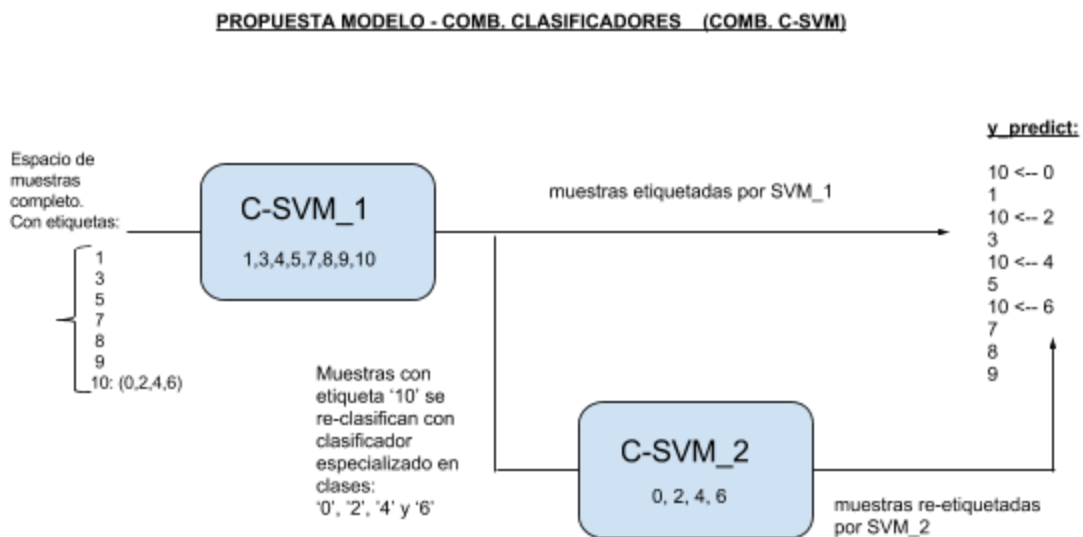 PROPUESTA MODELO - COMB. CLASIFICADORES (COMB. C-SVM)
Espacio de
muestras
completo.
Con etiquetas:
1
3
5
7
8
9
10: (0,2,4,6)
C-SVM_1
1,3,4,5,7,8,9,10
muestras etiquetadas por SVM_1
Muestras con
etiqueta ‘10’ se
re-clasifican con
clasificador
especializado en
clases:
‘0’, ‘2’, ‘4’ y ‘6’
C-SVM_2
0, 2, 4, 6
muestras re-etiquetadas
por SVM_2
y_predict:
10 <-- 0
1
10 <-- 2
3
10 <-- 4
5
10 <-- 6
7
8
9